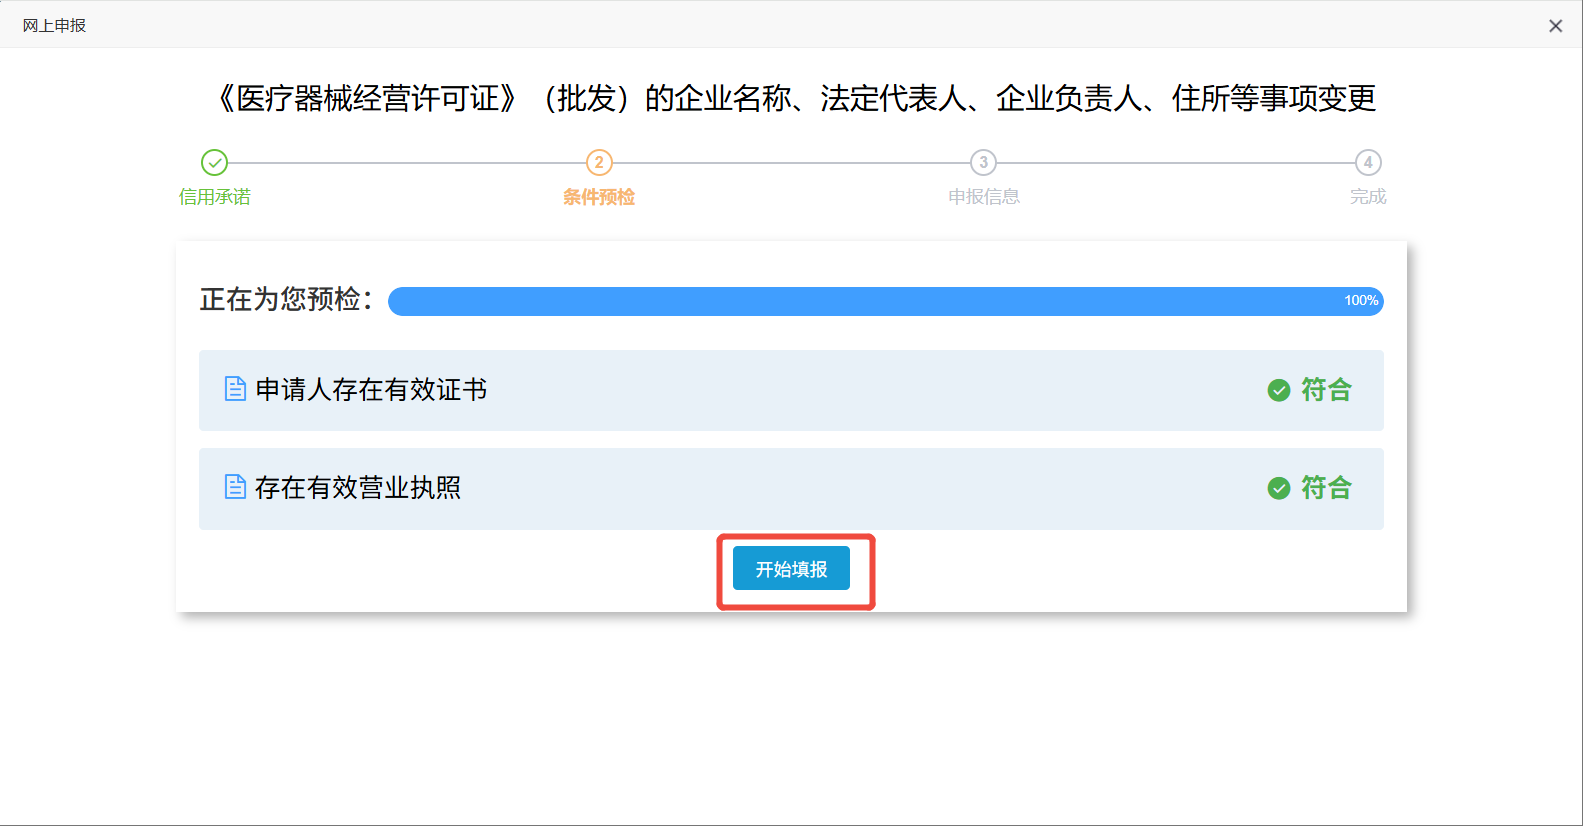 网上申报
《医疗器械经营许可证》（批发）的企业名称、法定代表人、企业负责人、住所等事项变更
2 3 4
信用承诺 条件预检 申报信息 完成
正在为您预检： 100%
申请人存在有效证书 符合
存在有效营业执照 符合
开始填报